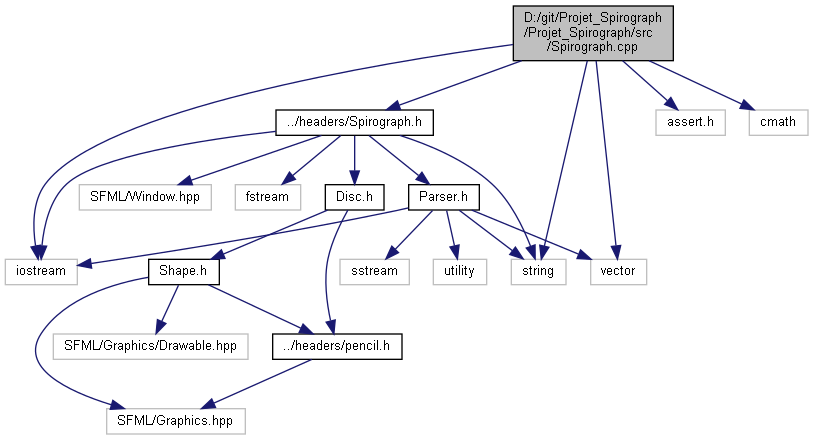 D:/git/Projet_Spirograph
/Projet_Spirograph/src
/Spirograph.cpp
../headers/Spirograph.h
assert.h
cmath
SFML/Window.hpp
fstream
Disc.h
Parser.h
iostream
Shape.h
sstream
utility
string
vector
SFML/Graphics/Drawable.hpp
../headers/pencil.h
SFML/Graphics.hpp